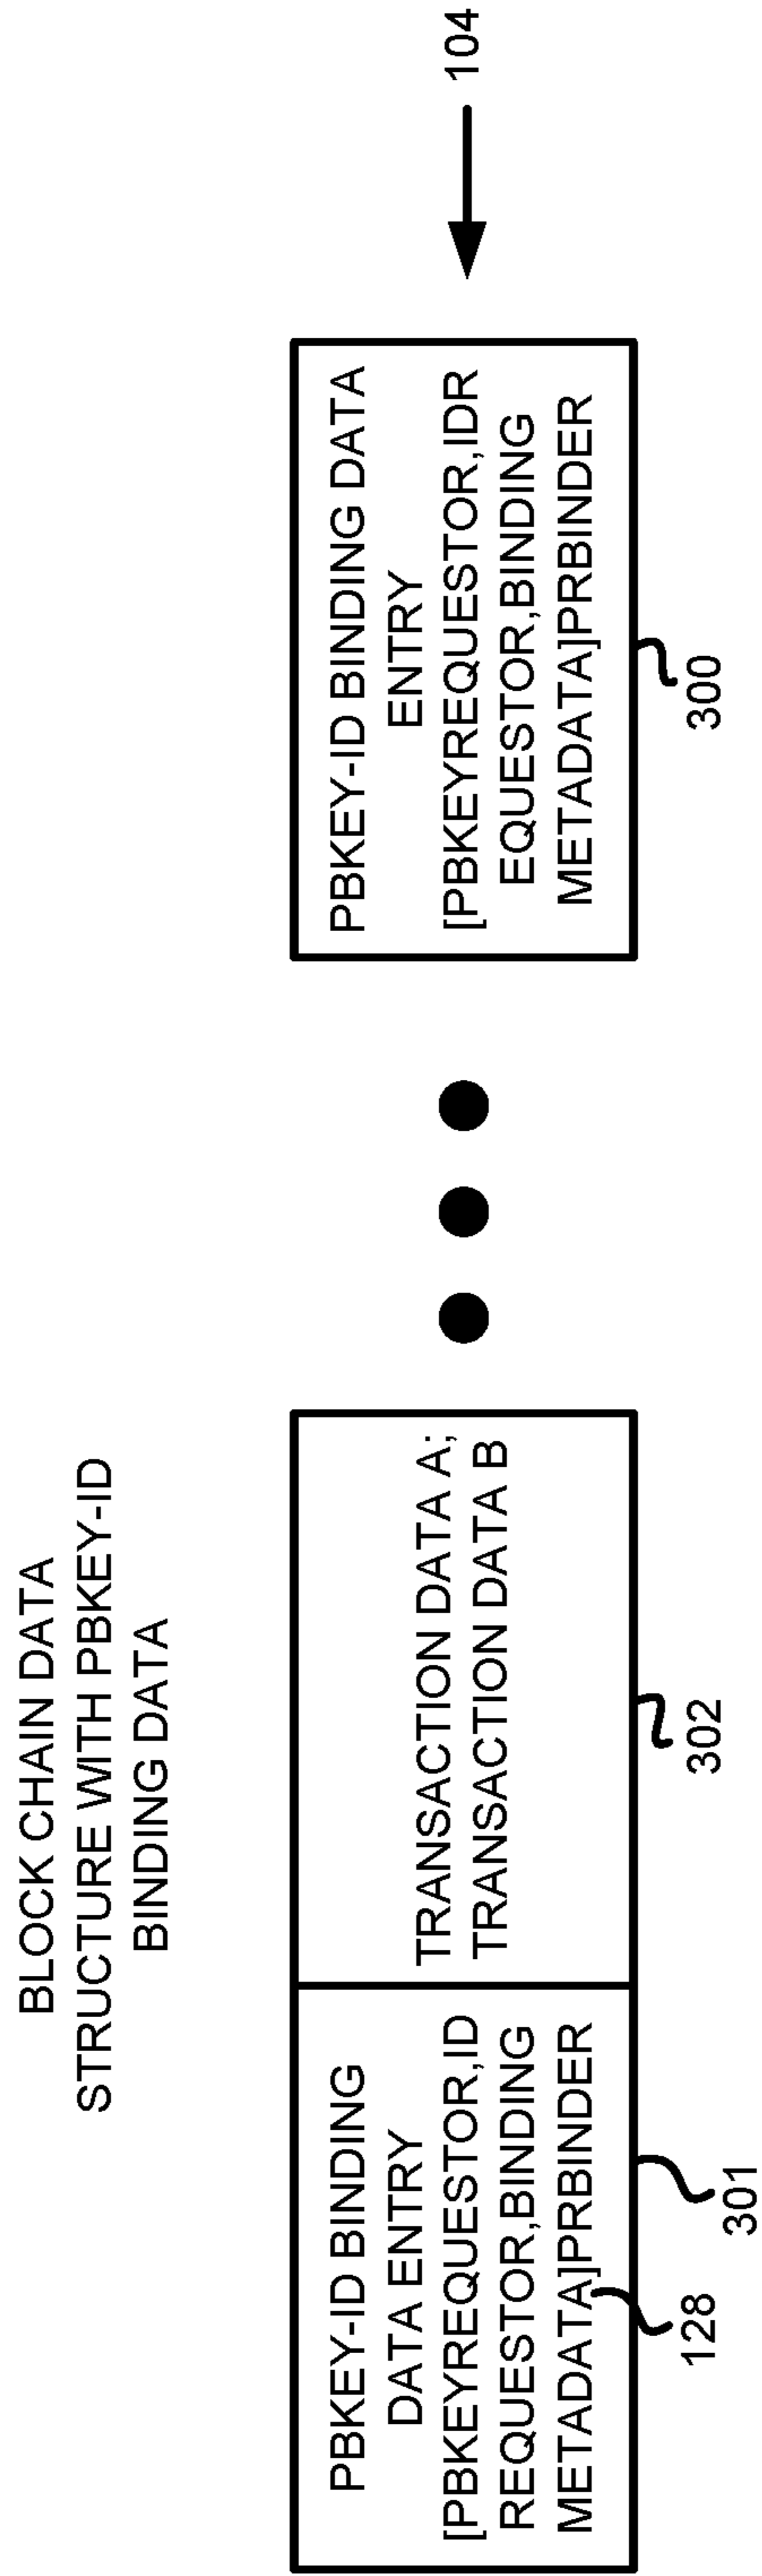 BLOCK CHAIN DATA
STRUCTURE WITH PBKEY-ID
BINDING DATA
PBKEY-ID BINDING
DATA ENTRY
[PBKEYREQUESTOR,ID
REQUESTOR,BINDING
METADATA]PRBINDER
128
301
TRANSACTION DATA A;
TRANSACTION DATA B
302
PBKEY-ID BINDING DATA
ENTRY
[PBKEYREQUESTOR,IDR
EQUESTOR,BINDING
METADATA]PRBINDER
300
104